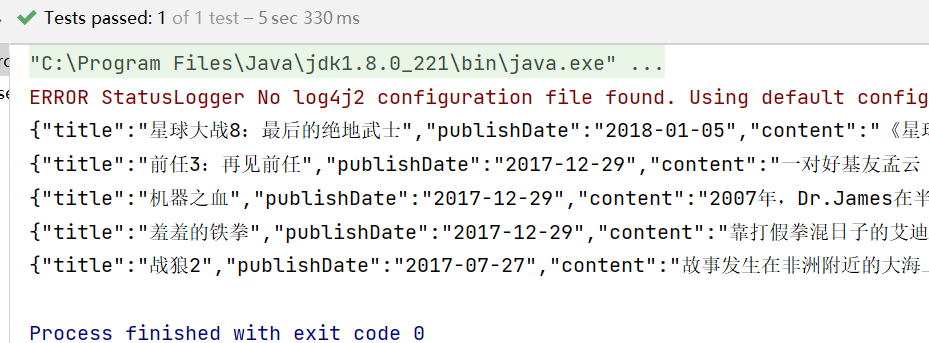 Tests passed: 1 of 1 test – 5 sec 330 ms
"C:\Program Files\Java\jdk1.8.0_221\bin\java.exe" ...
ERROR StatusLogger No log4j2 configuration file found. Using default config
{"title":"星球大战8：最后的绝地武士","publishDate":"2018-01-05","content":"《星球
{"title":"前任3：再见前任","publishDate":"2017-12-29","content":"一对好基友孟云
{"title":"机器之血","publishDate":"2017-12-29","content":"2007年，Dr.James在半
{"title":"羞羞的铁拳","publishDate":"2017-12-29","content":"靠打假拳混日子的艾迪
{"title":"战狼2","publishDate":"2017-07-27","content":"故事发生在非洲附近的大海
Process finished with exit code 0